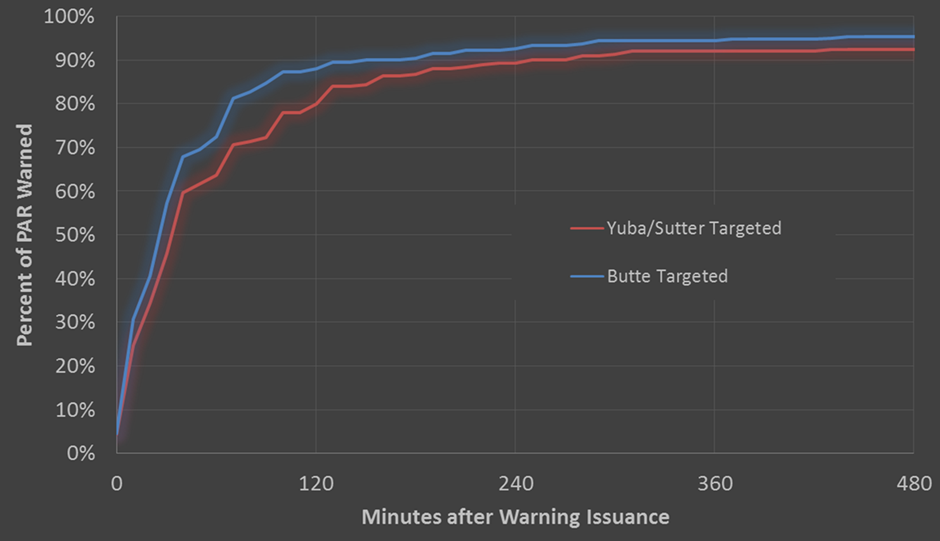 100%
90%
80%
70%
60%
50%
40%
30%
20%
10%
0%
Percent of PAR Warned
Yuba/Sutter Targeted
Butte Targeted
0 120 240 360 480
Minutes after Warning Issuance